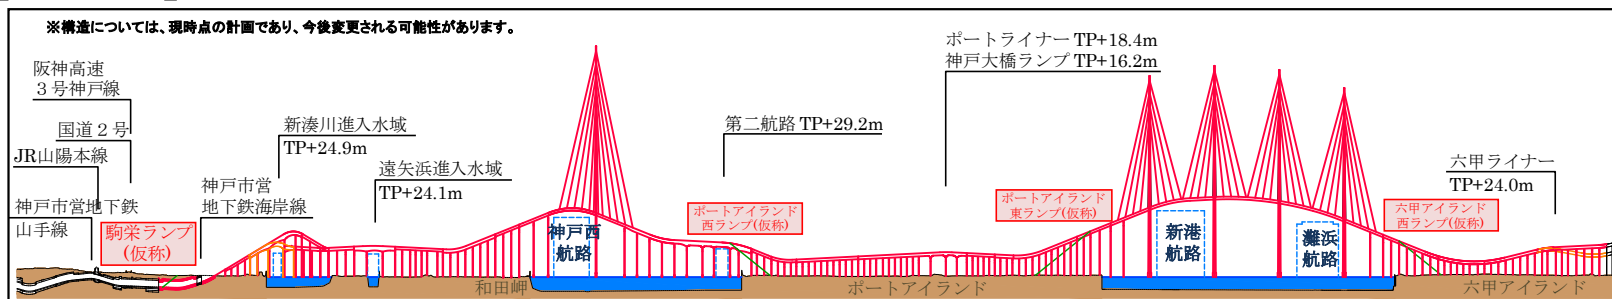 ※構造については、現時点の計画であり、今後変更される可能性があります。
阪神高速
３号神戸線
国道２号
JR山陽本線
神戸市営地下鉄
山手線
駒栄ランプ
(仮称)
神戸市営
地下鉄海岸線
新湊川進入水域
TP+24.9m
遠矢浜進入水域
TP+24.1m
神戸西
航路
和田岬
ポートアイランド
西ランプ(仮称)
第二航路 TP+29.2m
ポートライナー TP+18.4m
神戸大橋ランプ TP+16.2m
ポートアイランド
ポートアイランド
東ランプ(仮称)
新港
航路
灘浜
航路
六甲アイランド
西ランプ(仮称)
六甲ライナー
TP+24.0m
六甲アイランド